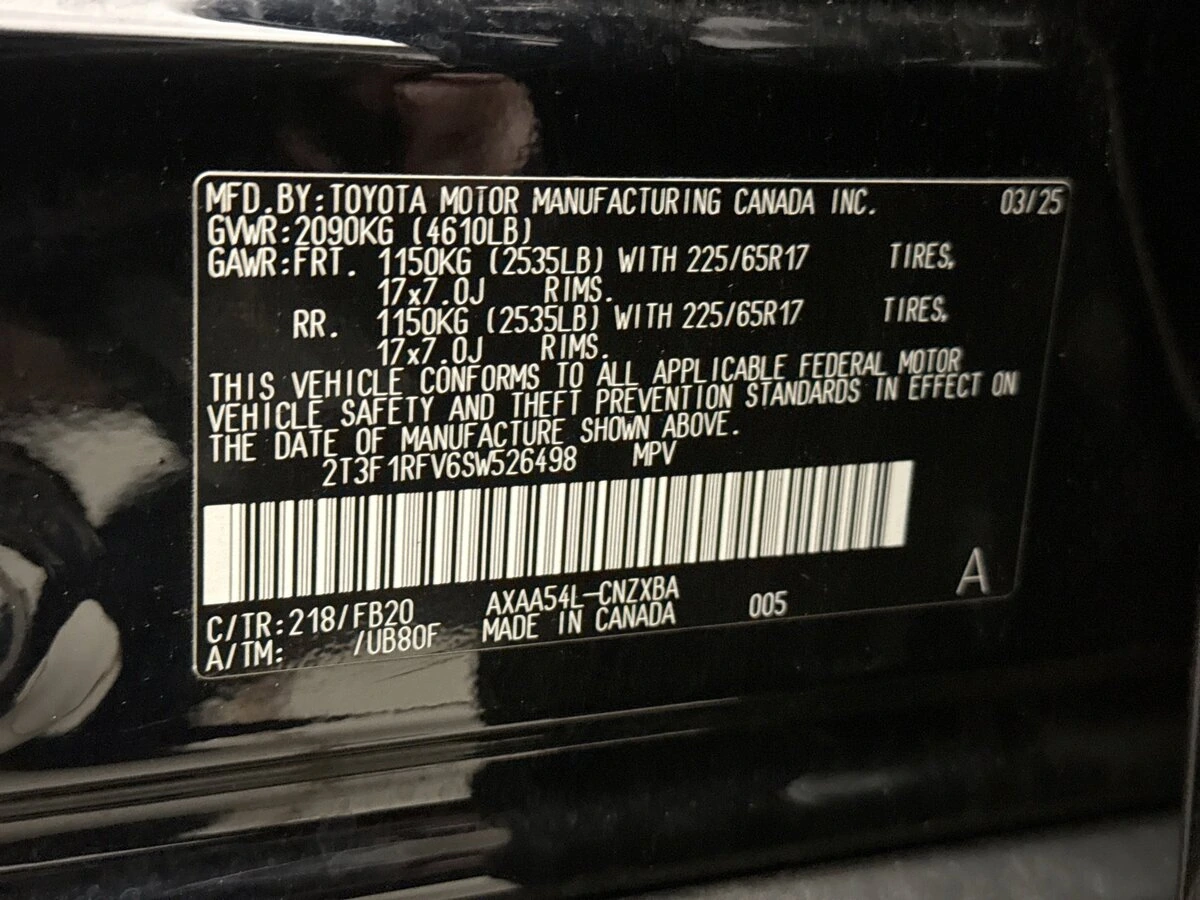 MFD.BY:TOYOTA MOTOR MANUFACTURING CANADA INC. 03/25
GVWR:2090KG (4610LB)
GAWR:FRT. 1150KG (2535LB) WITH 225/65R17 TIRES,
17x7.0J RIMS.
RR. 1150KG (2535LB) WITH 225/65R17 TIRES,
17x7.0J RIMS.
THIS VEHICLE CONFORMS TO ALL APPLICABLE FEDERAL MOTOR
VEHICLE SAFETY AND THEFT PREVENTION STANDARDS IN EFFECT ON
THE DATE OF MANUFACTURE SHOWN ABOVE.
2T3F1RFV6SW526498 MPV
C/TR:218/FB20 AXAA54L-CNZXBA 005 A
A/TM: /UB80F MADE IN CANADA